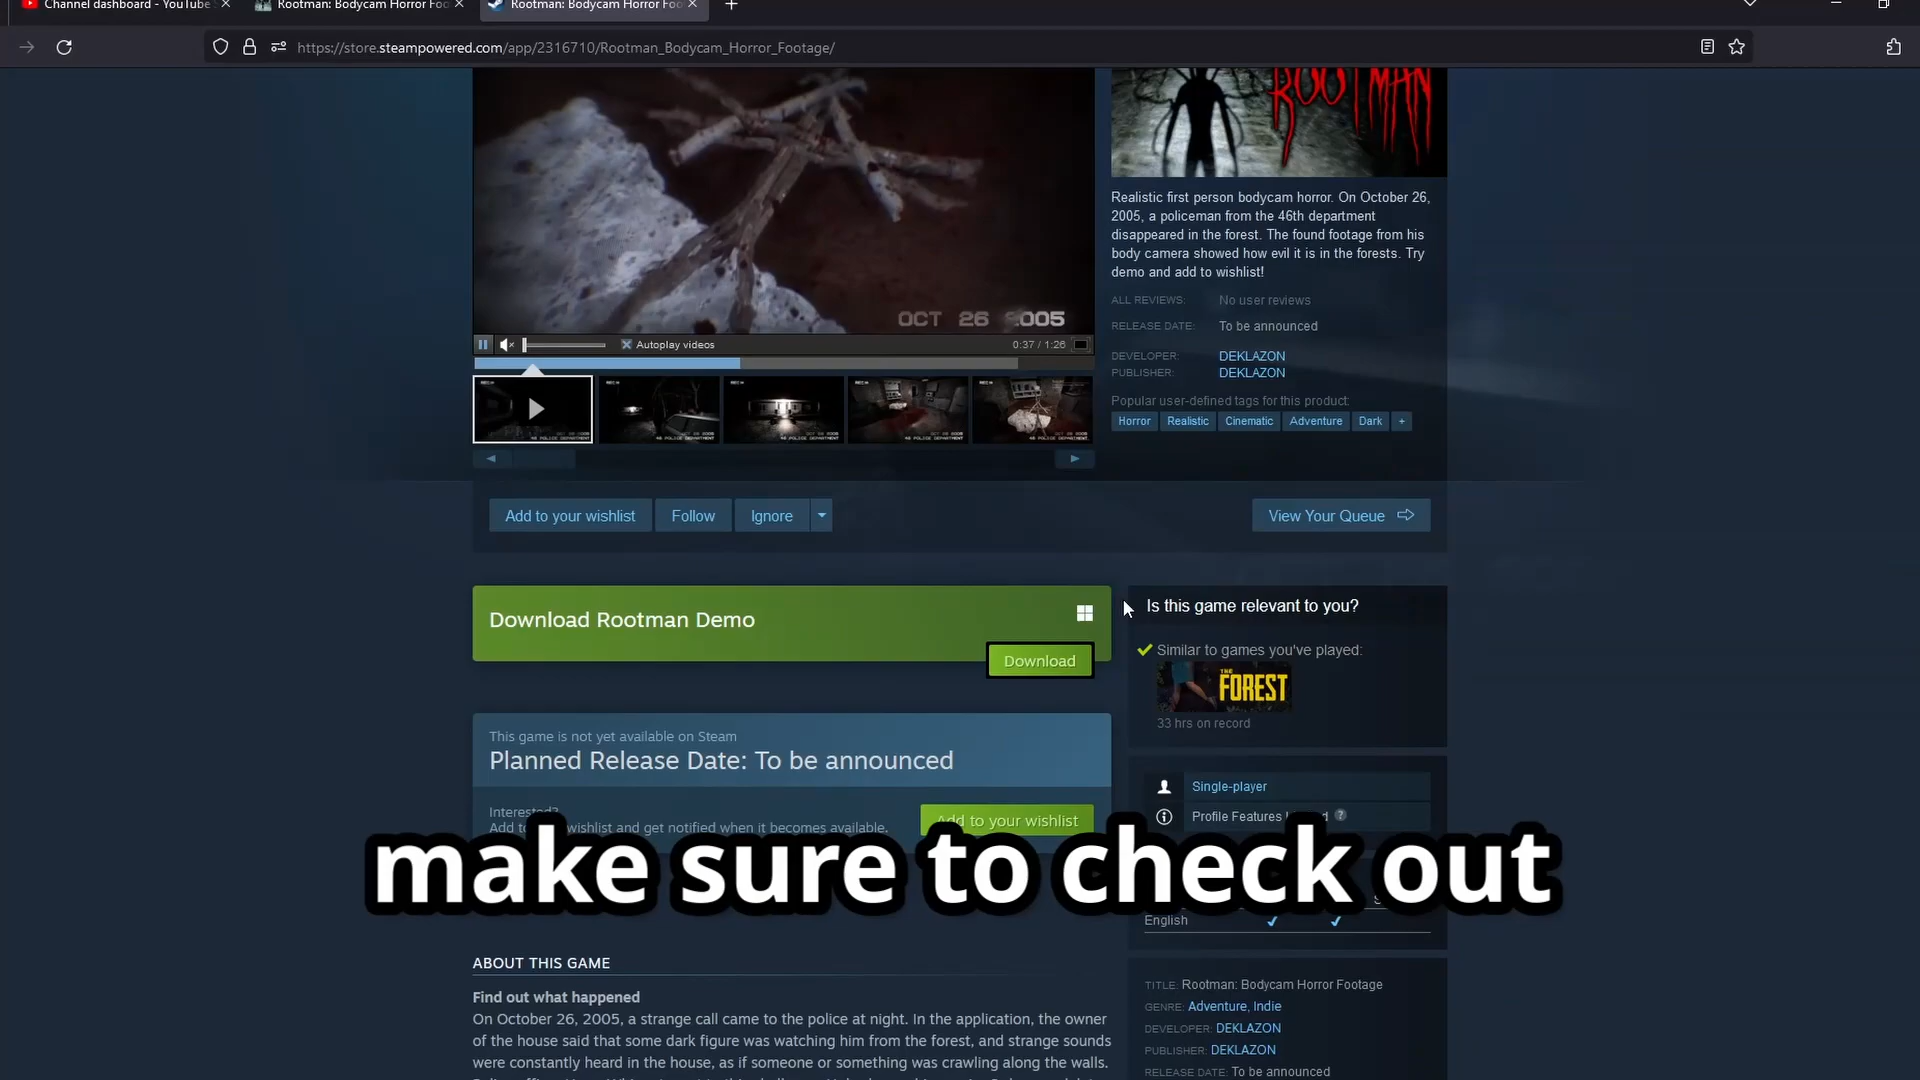 Channel dashboard - YouTube
Rootman: Bodycam Horror Foo
Rootman: Bodycam Horror Foo
https://store.steampowered.com/app/2316710/Rootman_Bodycam_Horror_Footage/
ROOTMAN
Realistic first person bodycam horror. On October 26,
2005, a policeman from the 46th department
disappeared in the forest. The found footage from his
body camera showed how evil it is in the forests. Try
demo and add to wishlist!
OCT 26 2005
Autoplay videos
0:37 / 1:26
ALL REVIEWS: No user reviews
RELEASE DATE: To be announced
DEVELOPER: DEKLAZON
PUBLISHER: DEKLAZON
Popular user-defined tags for this product:
Horror Realistic Cinematic Adventure Dark +
Add to your wishlist Follow Ignore
View Your Queue
Download Rootman Demo
Download
Is this game relevant to you?
Similar to games you've played:
THE FOREST
33 hrs on record
This game is not yet available on Steam
Planned Release Date: To be announced
Interested?
Add to wishlist and get notified when it becomes available.
Add to your wishlist
Single-player
Profile Features
make sure to check out
English
ABOUT THIS GAME
Find out what happened
On October 26, 2005, a strange call came to the police at night. In the application, the owner
of the house said that some dark figure was watching him from the forest, and strange sounds
were constantly heard in the house, as if someone or something was crawling along the walls.
TITLE: Rootman: Bodycam Horror Footage
GENRE: Adventure, Indie
DEVELOPER: DEKLAZON
PUBLISHER: DEKLAZON
RELEASE DATE: To be announced